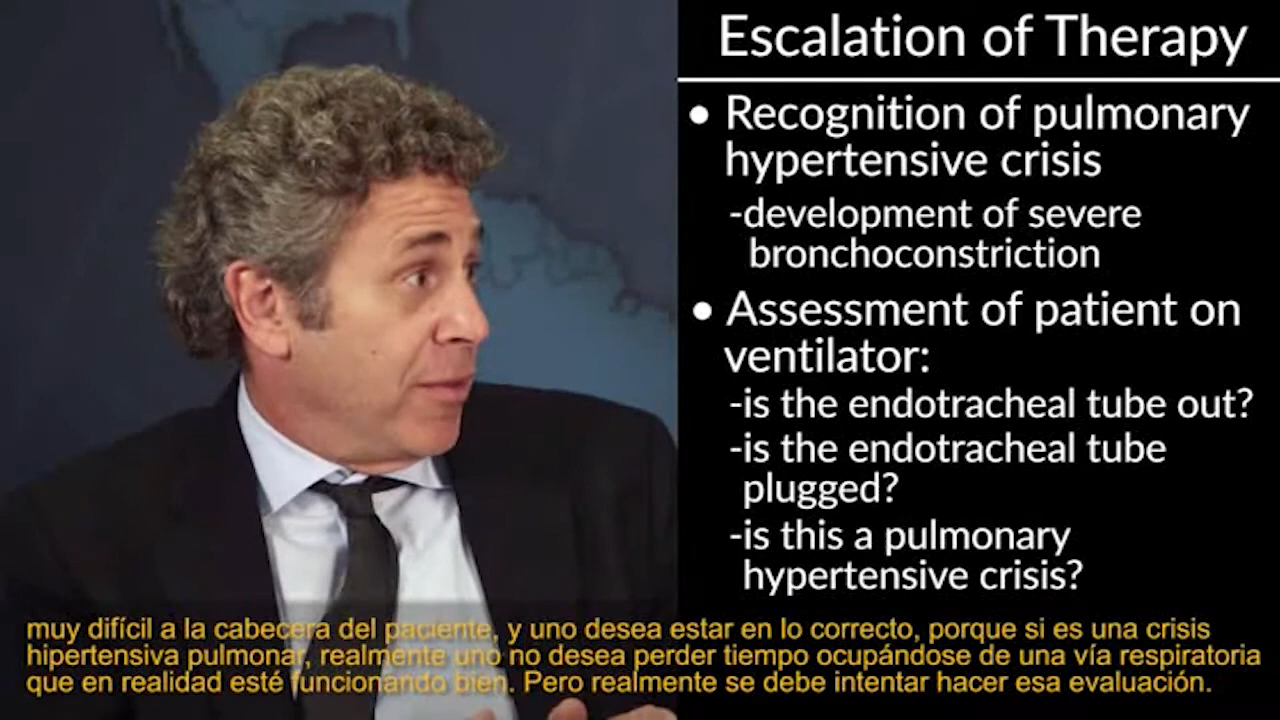 Escalation of Therapy
• Recognition of pulmonary
hypertensive crisis
-development of severe
bronchoconstriction
• Assessment of patient on
ventilator:
-is the endotracheal tube out?
-is the endotracheal tube
plugged?
-is this a pulmonary
hypertensive crisis?
muy difícil a la cabecera del paciente, y uno desea estar en lo correcto, porque si es una crisis
hipertensiva pulmonar, realmente uno no desea perder tiempo ocupándose de una vía respiratoria
que en realidad esté funcionando bien. Pero realmente se debe intentar hacer esa evaluación.